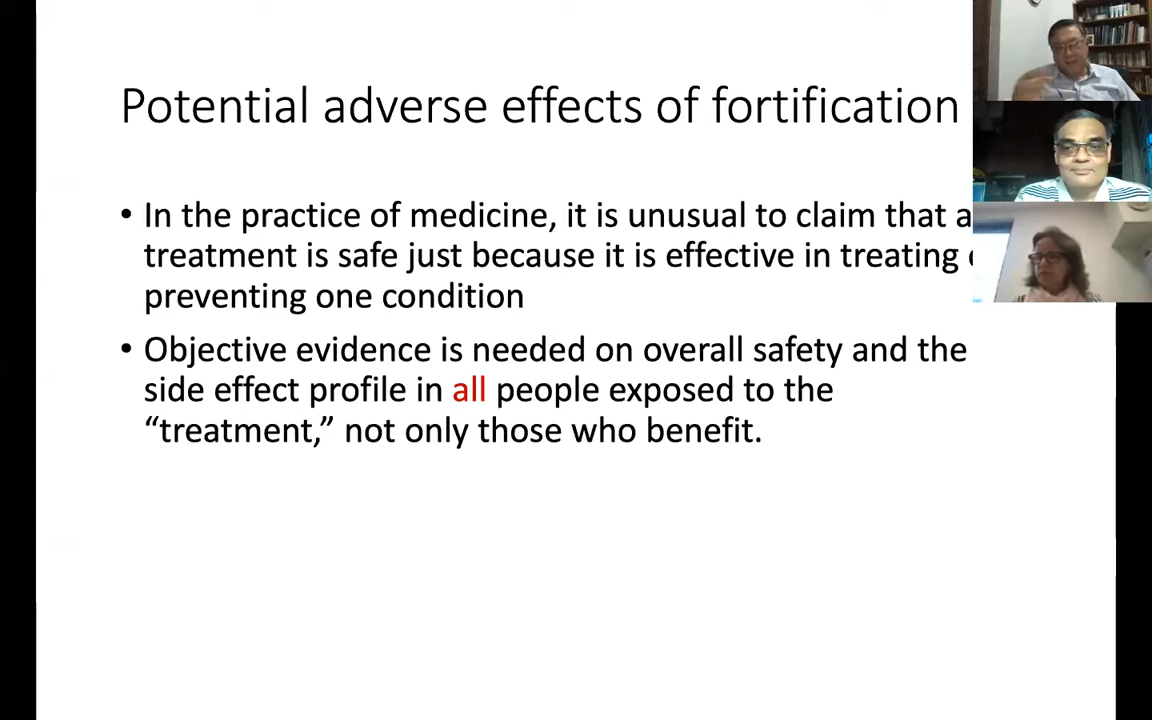 Potential adverse effects of fortification
• In the practice of medicine, it is unusual to claim that a
treatment is safe just because it is effective in treating
preventing one condition
• Objective evidence is needed on overall safety and the
side effect profile in all people exposed to the
“treatment,” not only those who benefit.